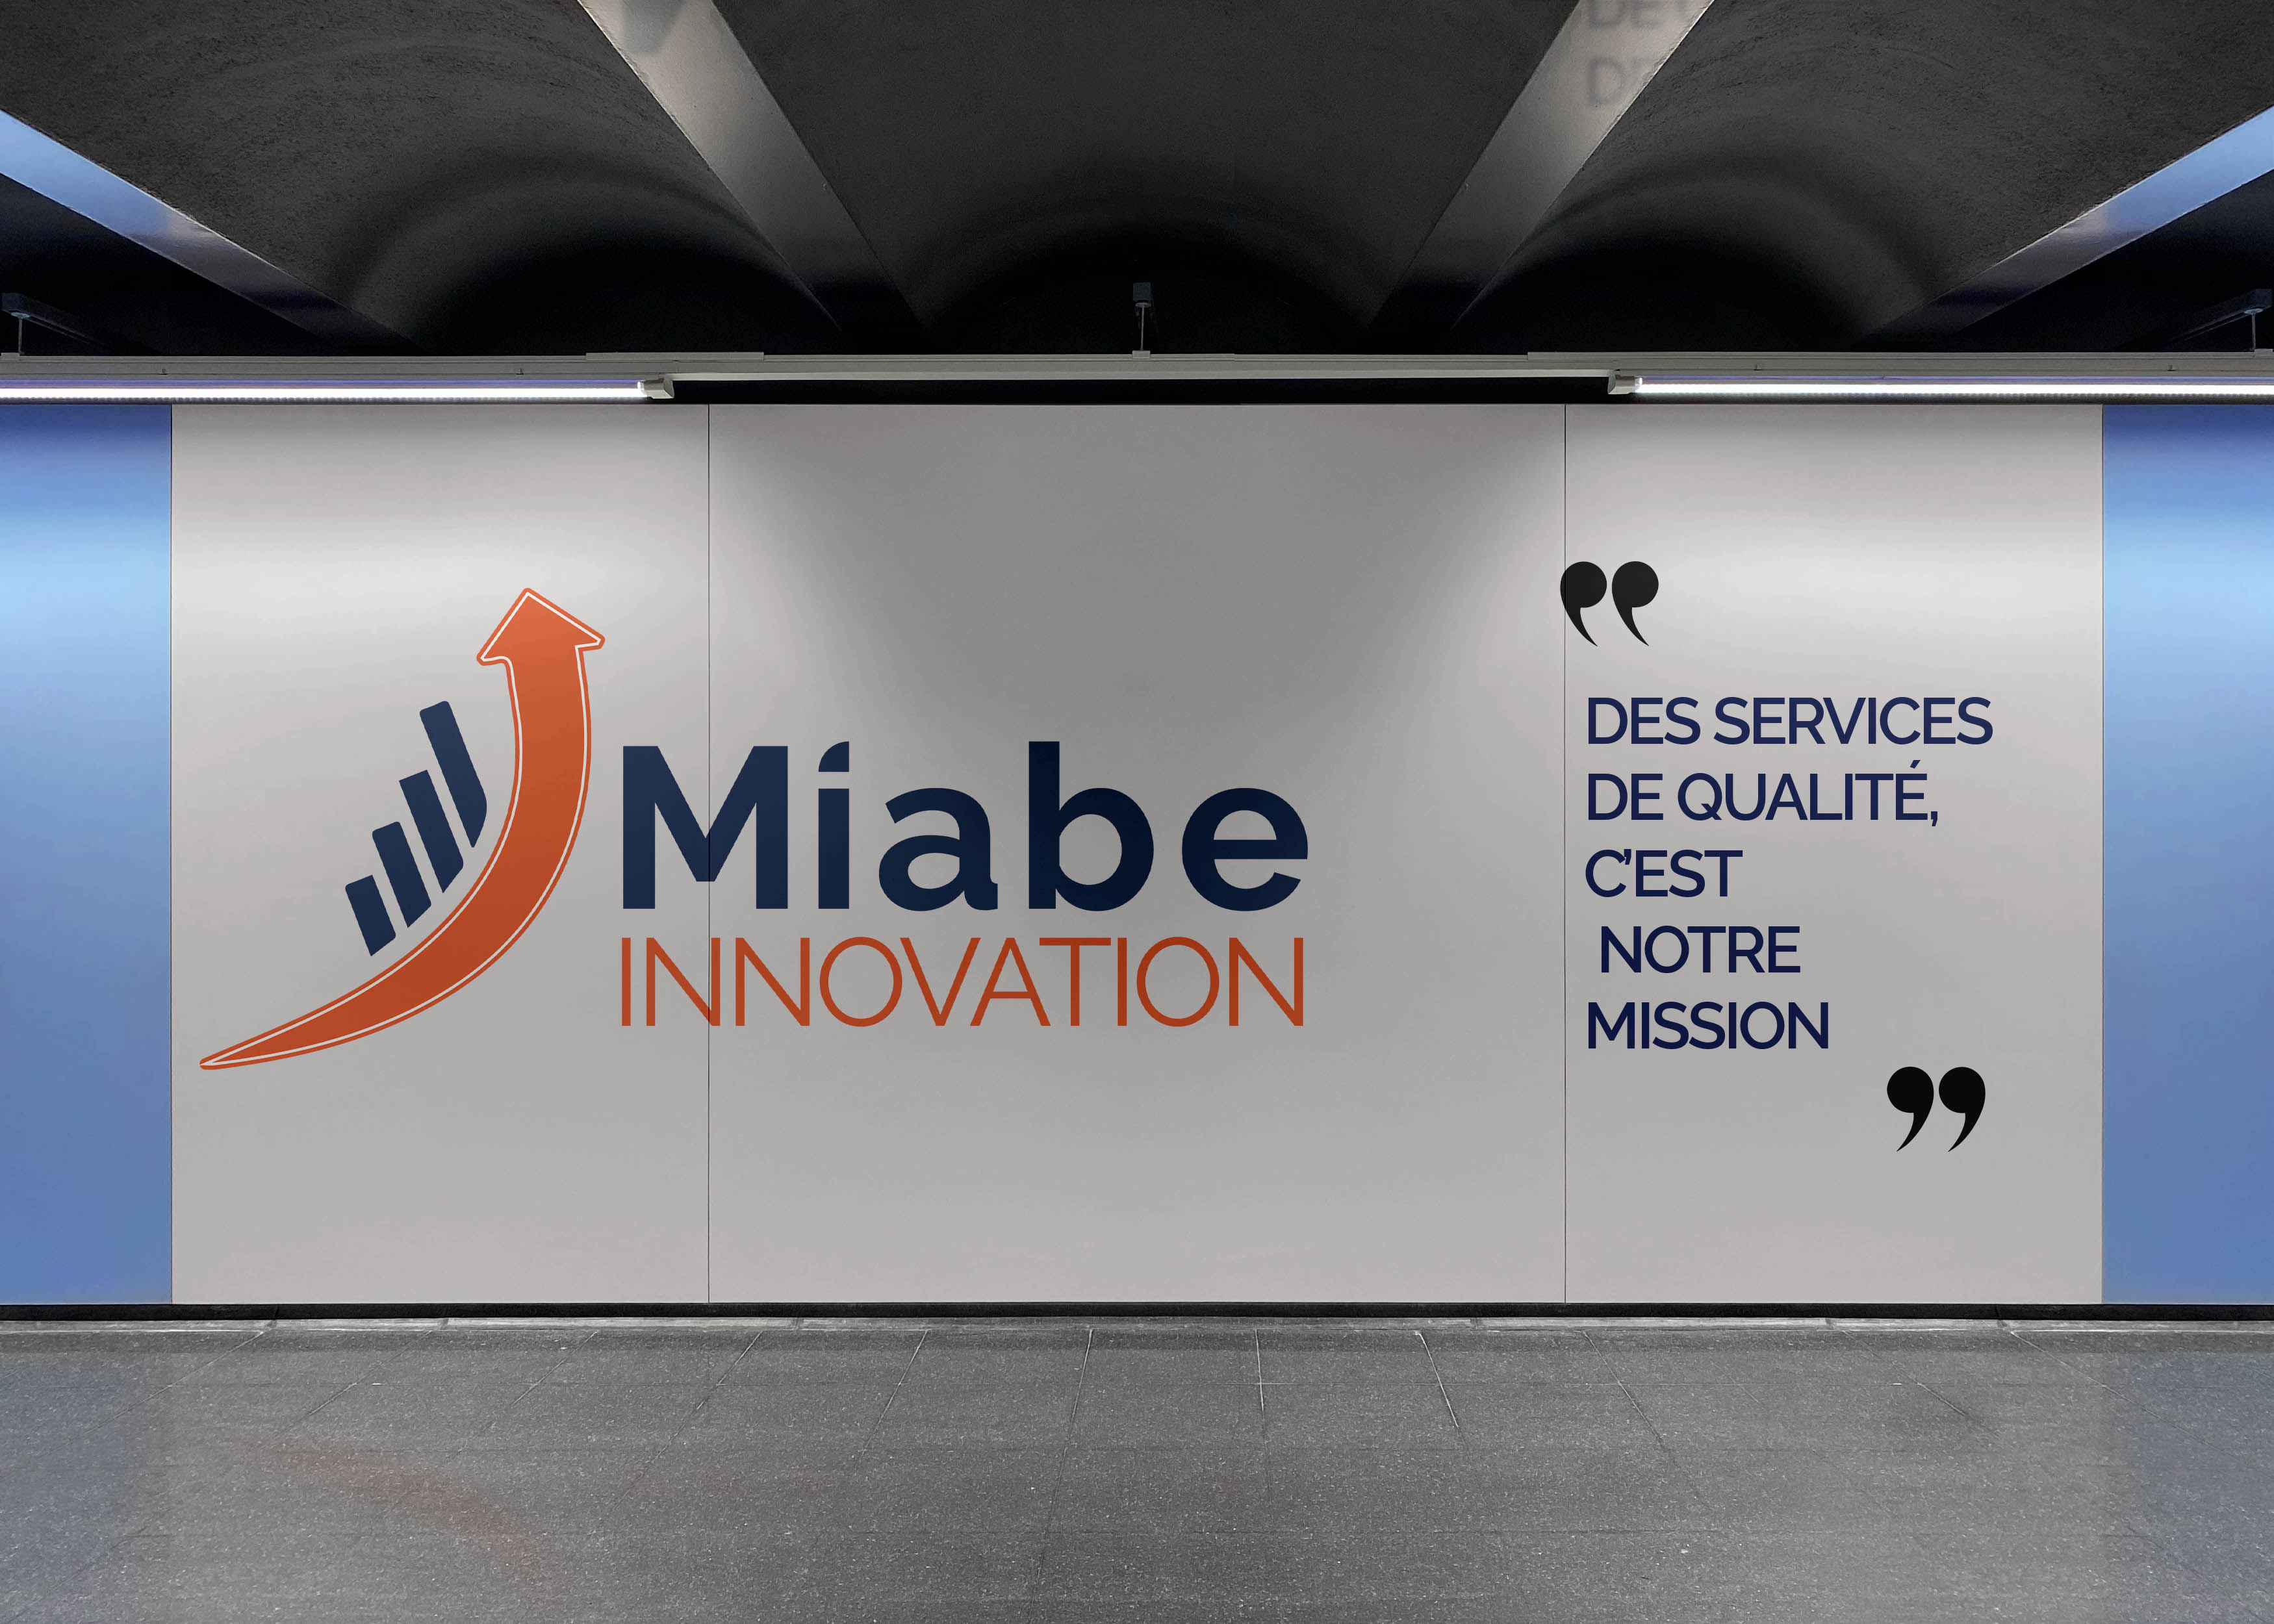 Miabe
INNOVATION
DES SERVICES
DE QUALITÉ,
C'EST
NOTRE
MISSION